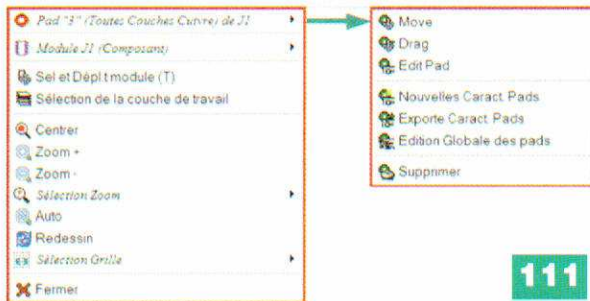 Pad "3" (Toutes Couches Cuivre) de J1
Module J1 (Composant)
Sel et Dépl t module (T)
Sélection de la couche de travail
Centrer
Zoom +
Zoom -
Sélection Zoom
Auto
Redessin
Sélection Grille
Fermer
Move
Drag
Edit Pad
Nouvelles Caract. Pads
Exporte Caract. Pads
Edition Globale des pads
Supprimer
111